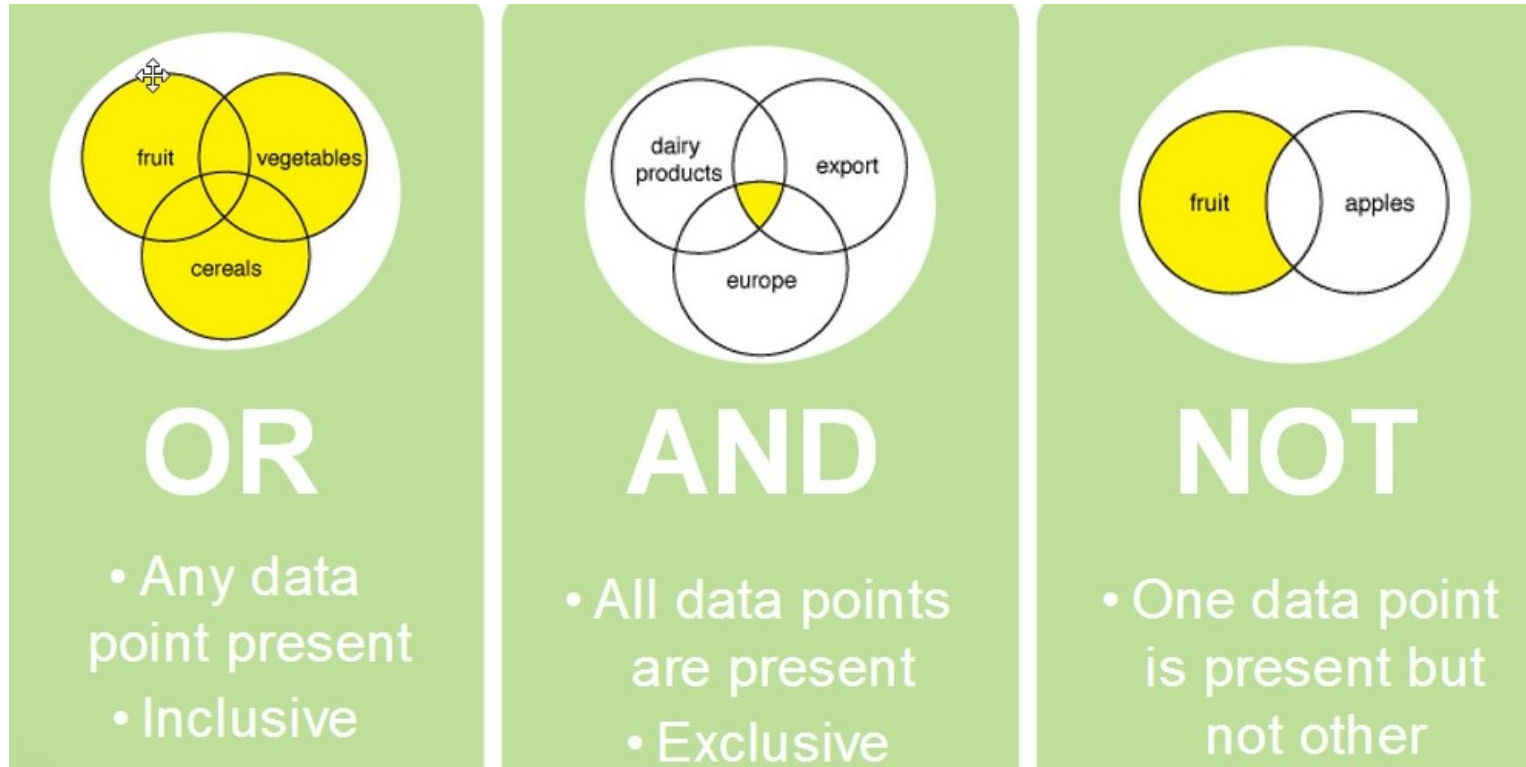 fruit
vegetables
cereals
OR
• Any data
point present
• Inclusive
dairy
products
export
europe
AND
• All data points
are present
• Exclusive
fruit
apples
NOT
• One data point
is present but
not other